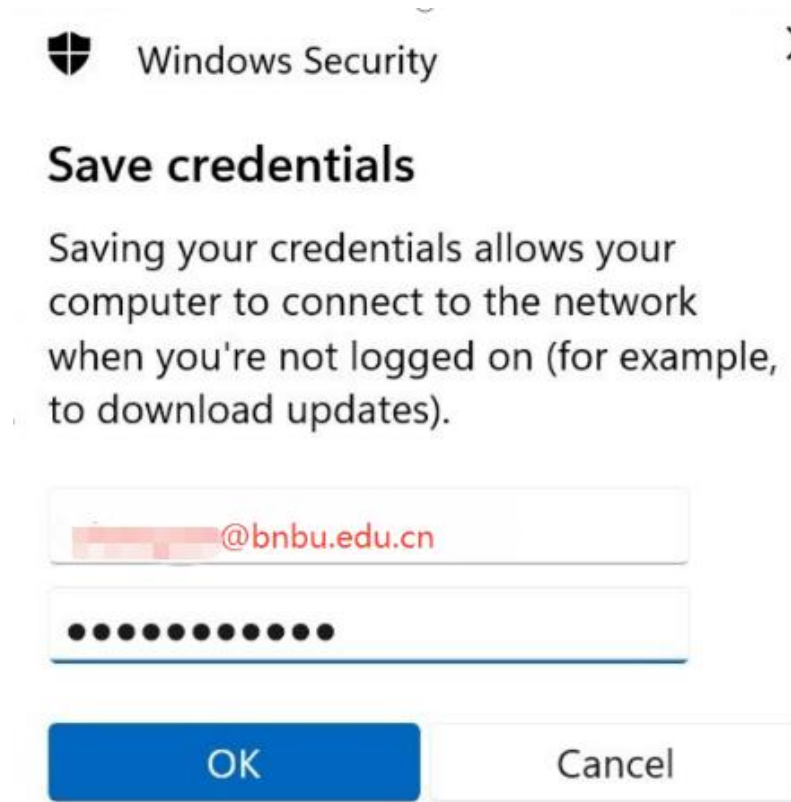 Windows Security
Save credentials
Saving your credentials allows your
computer to connect to the network
when you're not logged on (for example,
to download updates).
@bnbu.edu.cn
●●●●●●●●●●●
OK
Cancel